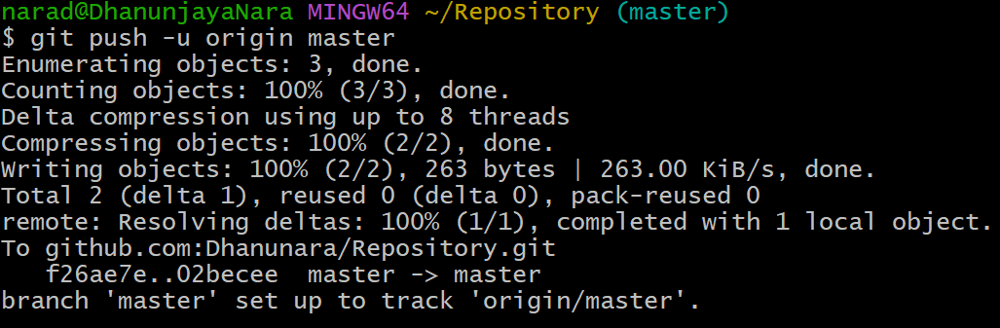 narad@DhanunjayaNara MINGW64 ~/Repository (master)
$ git push -u origin master
Enumerating objects: 3, done.
Counting objects: 100% (3/3), done.
Delta compression using up to 8 threads
Compressing objects: 100% (2/2), done.
Writing objects: 100% (2/2), 263 bytes | 263.00 KiB/s, done.
Total 2 (delta 1), reused 0 (delta 0), pack-reused 0
remote: Resolving deltas: 100% (1/1), completed with 1 local object.
To github.com:Dhanunara/Repository.git
   f26ae7e..02becee  master -> master
branch 'master' set up to track 'origin/master'.